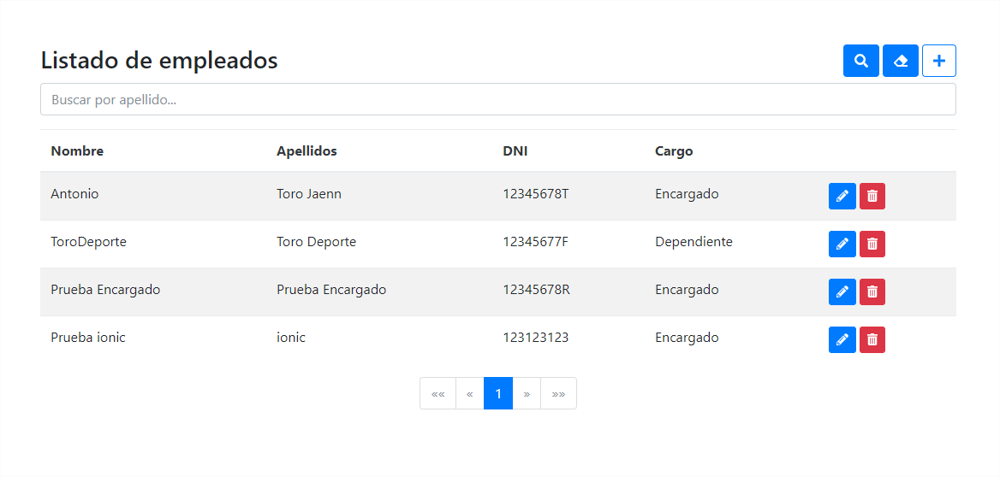 Listado de empleados
Buscar por apellido...
Nombre Apellidos DNI Cargo
Antonio Toro Jaenn 12345678T Encargado
ToroDeporte Toro Deporte 12345677F Dependiente
Prueba Encargado Prueba Encargado 12345678R Encargado
Prueba ionic ionic 123123123 Encargado
«« « 1 » »»